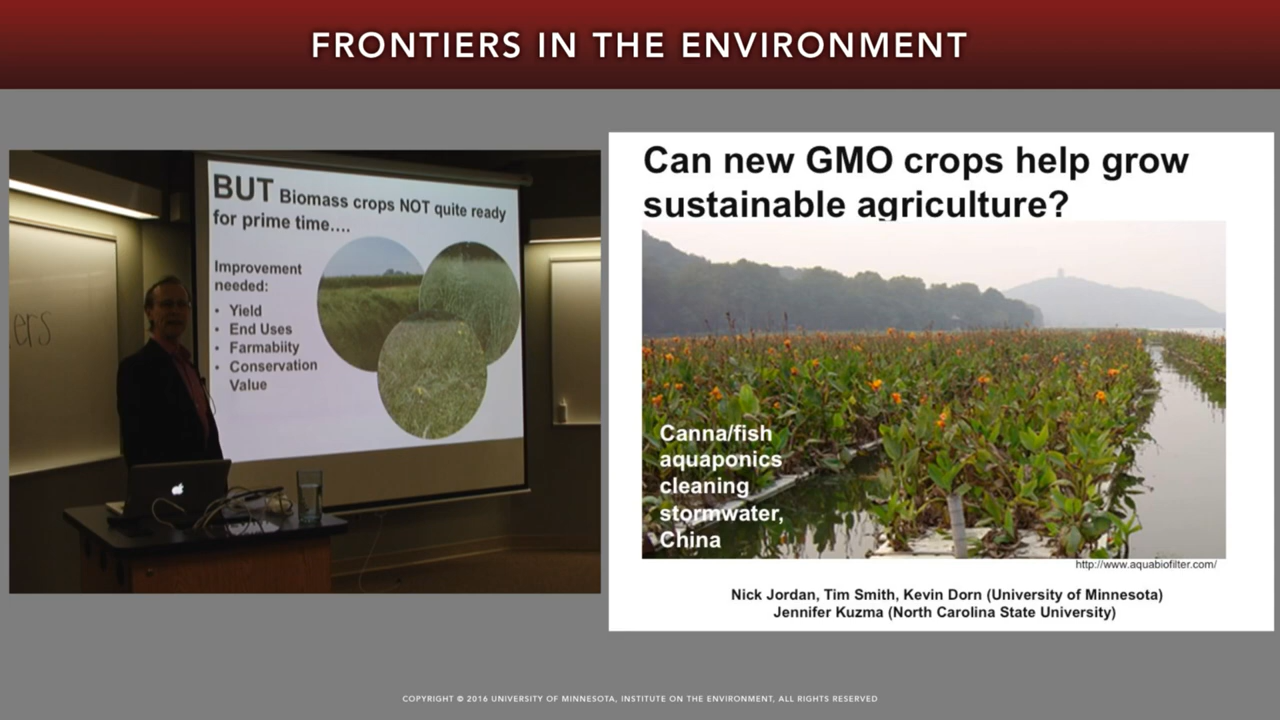 FRONTIERS IN THE ENVIRONMENT
ers
BUT Biomass crops NOT quite ready
for prime time....
Improvement
needed:
• Yield
• End Uses
• Farmabiity
• Conservation
Value
Can new GMO crops help grow
sustainable agriculture?
Canna/fish
aquaponics
cleaning
stormwater,
China
http://www.aquabiofilter.com/
Nick Jordan, Tim Smith, Kevin Dorn (University of Minnesota)
Jennifer Kuzma (North Carolina State University)
COPYRIGHT © 2016 UNIVERSITY OF MINNESOTA, INSTITUTE ON THE ENVIRONMENT, ALL RIGHTS RESERVED